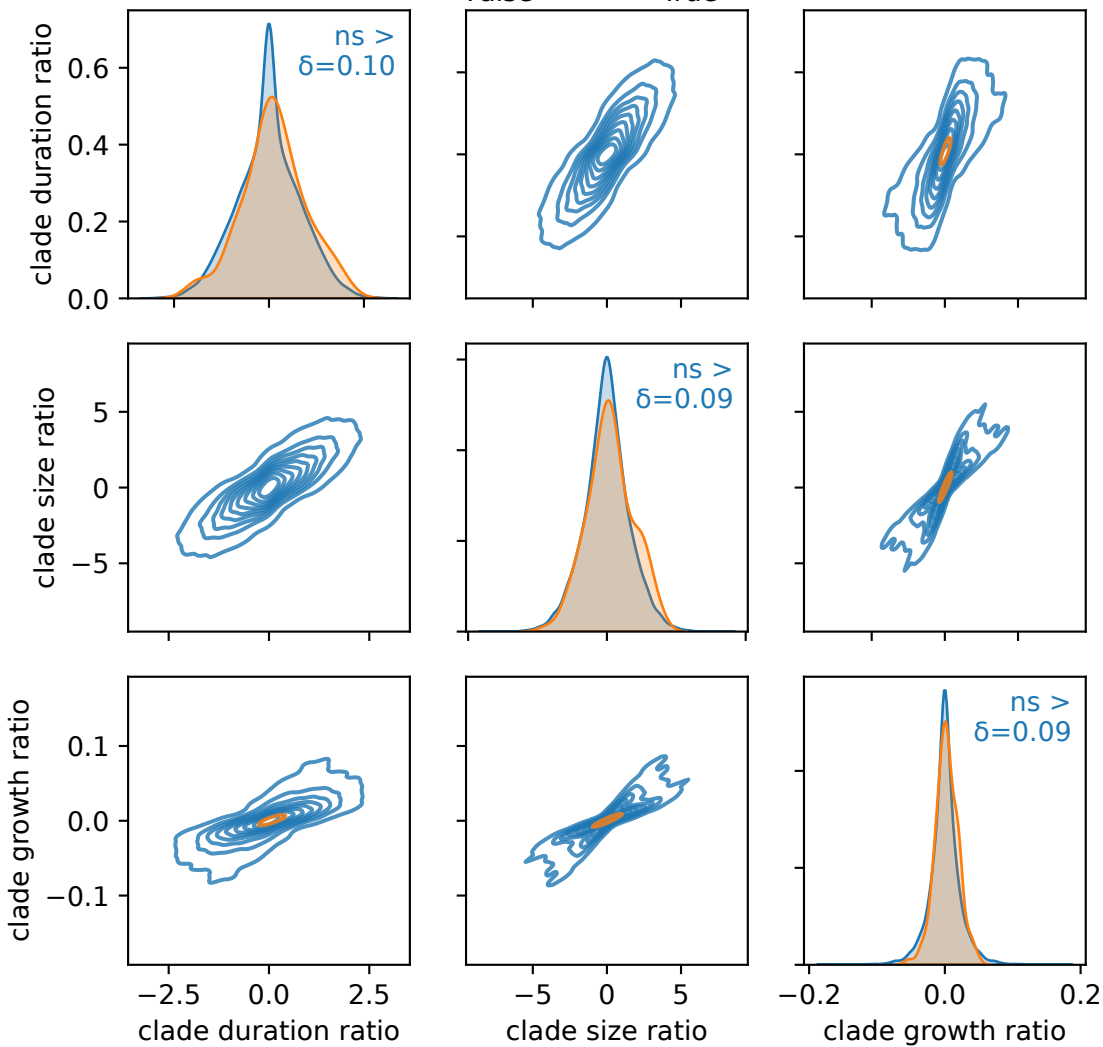 clade duration ratio
0.6
0.4
0.2
0.0
ns >
δ=0.10
clade size ratio
5
0
−5
ns >
δ=0.09
clade growth ratio
0.1
0.0
−0.1
ns >
δ=0.09
−2.5 0.0 2.5
−5 0 5
−0.2 0.0 0.2
clade duration ratio
clade size ratio
clade growth ratio